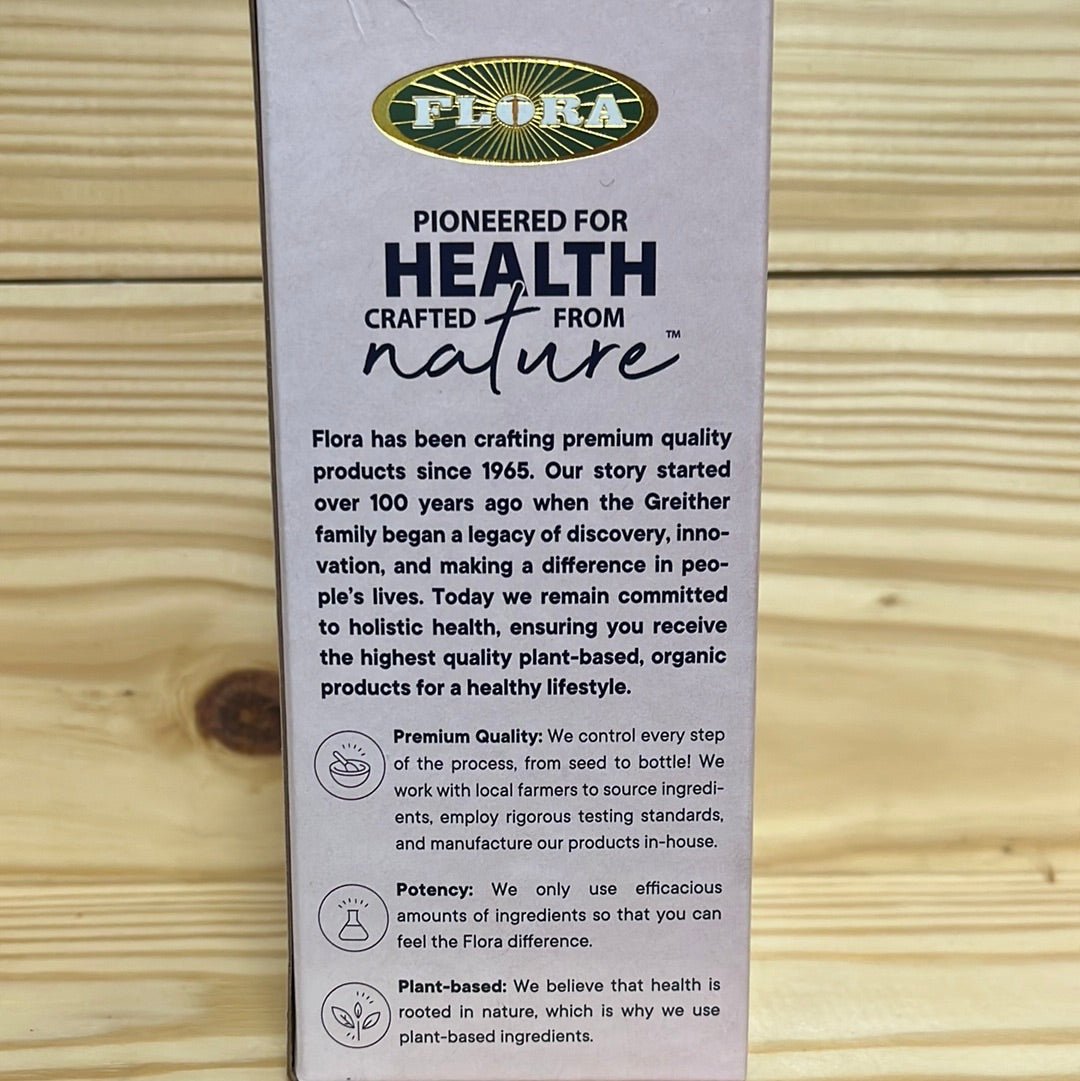 FLORA
PIONEERED FOR
HEALTH
CRAFTED FROM
nature™
Flora has been crafting premium quality
products since 1965. Our story started
over 100 years ago when the Greither
family began a legacy of discovery, inno-
vation, and making a difference in peo-
ple's lives. Today we remain committed
to holistic health, ensuring you receive
the highest quality plant-based, organic
products for a healthy lifestyle.
Premium Quality: We control every step
of the process, from seed to bottle! We
work with local farmers to source ingredi-
ents, employ rigorous testing standards,
and manufacture our products in-house.
Potency: We only use efficacious
amounts of ingredients so that you can
feel the Flora difference.
Plant-based: We believe that health is
rooted in nature, which is why we use
plant-based ingredients.